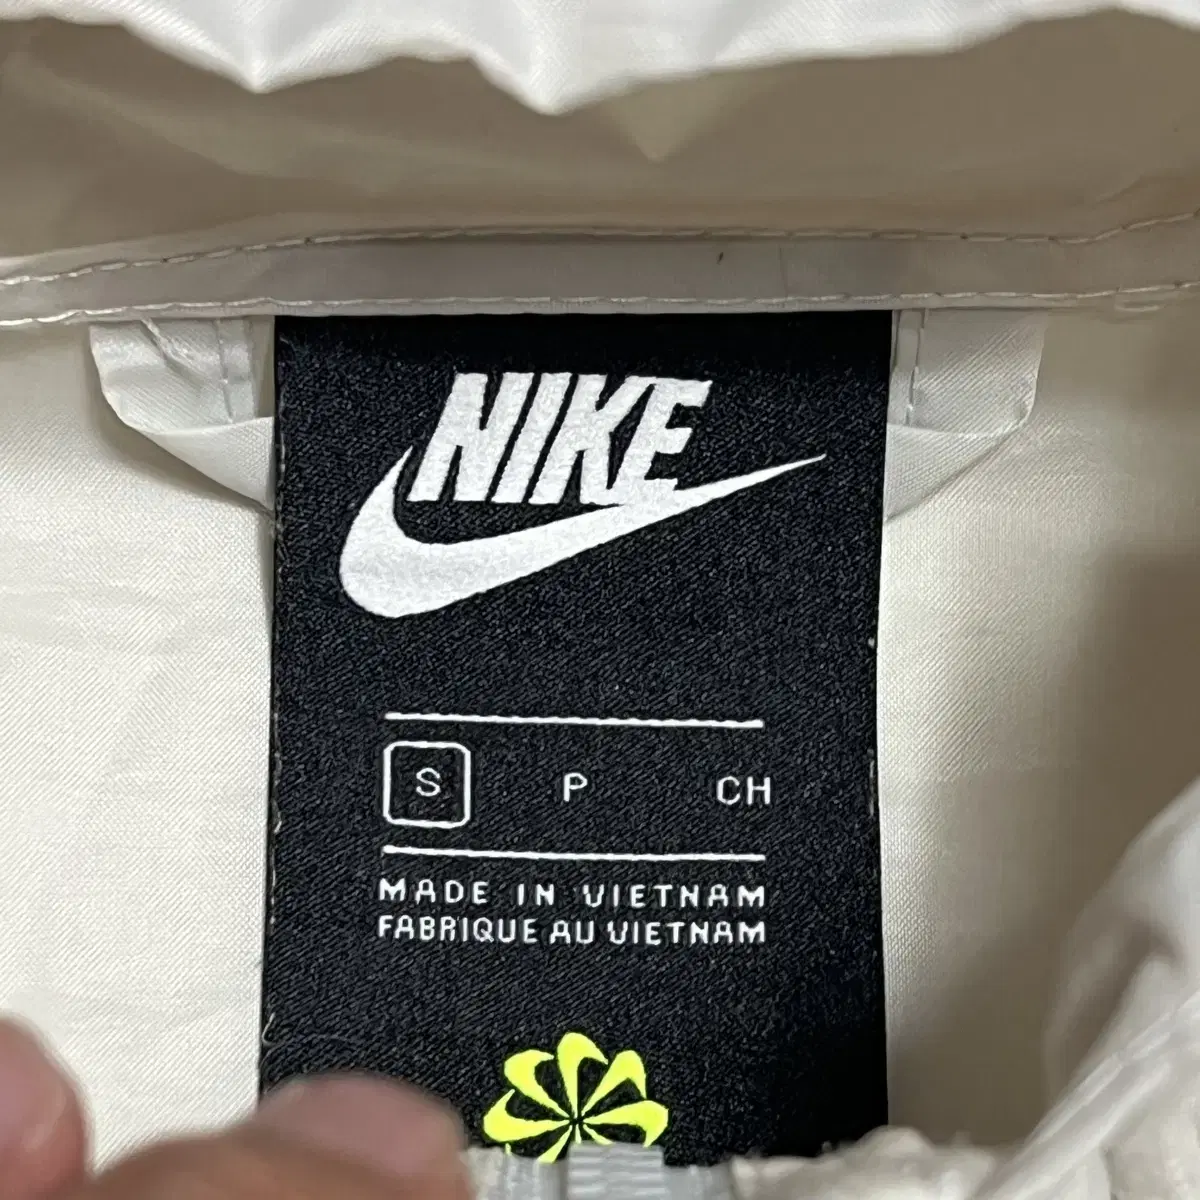 NIKE
S P CH
MADE IN VIETNAM
FABRIQUE AU VIETNAM